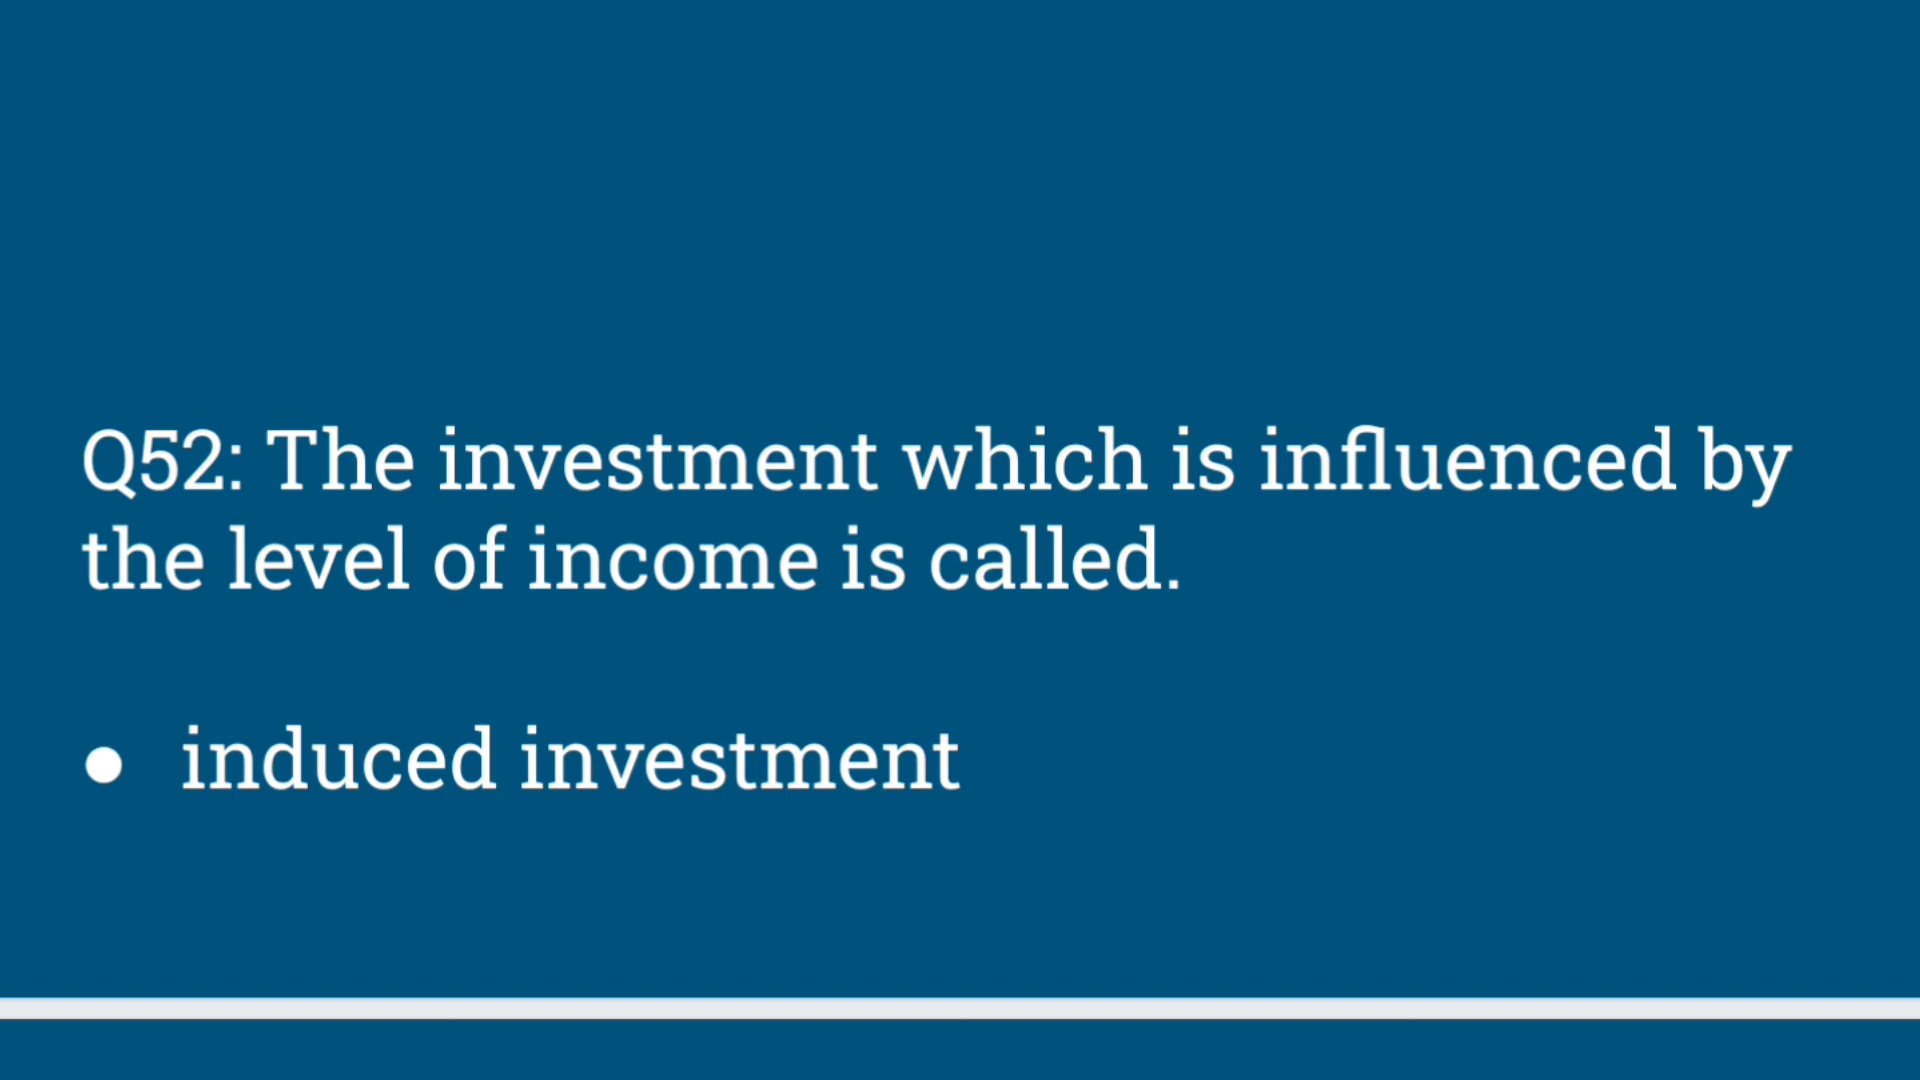 Q52: The investment which is influenced by
the level of income is called.
● induced investment